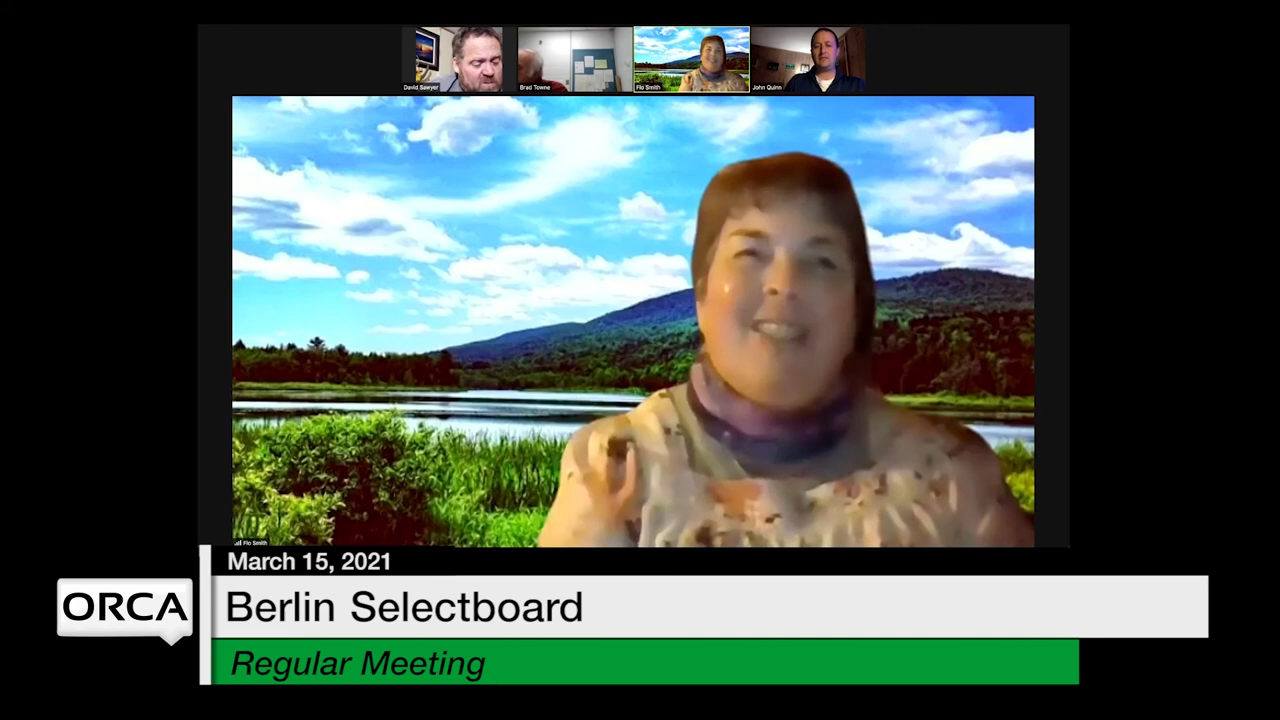 David Sawyer
Brad Towne
Flo Smith
John Quinn
Flo Smith
March 15, 2021
ORCA
Berlin Selectboard
Regular Meeting